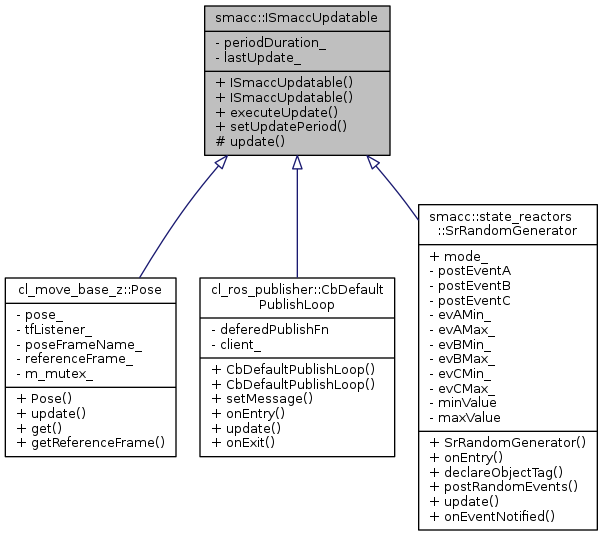 smacc::ISmaccUpdatable
- periodDuration_
- lastUpdate_
+ ISmaccUpdatable()
+ ISmaccUpdatable()
+ executeUpdate()
+ setUpdatePeriod()
# update()
cl_move_base_z::Pose
- pose_
- tfListener_
- poseFrameName_
- referenceFrame_
- m_mutex_
+ Pose()
+ update()
+ get()
+ getReferenceFrame()
cl_ros_publisher::CbDefault
PublishLoop
- deferedPublishFn
- client_
+ CbDefaultPublishLoop()
+ CbDefaultPublishLoop()
+ setMessage()
+ onEntry()
+ update()
+ onExit()
smacc::state_reactors
::SrRandomGenerator
+ mode_
- postEventA
- postEventB
- postEventC
- evAMin_
- evAMax_
- evBMin_
- evBMax_
- evCMin_
- evCMax_
- minValue
- maxValue
+ SrRandomGenerator()
+ onEntry()
+ declareObjectTag()
+ postRandomEvents()
+ update()
+ onEventNotified()